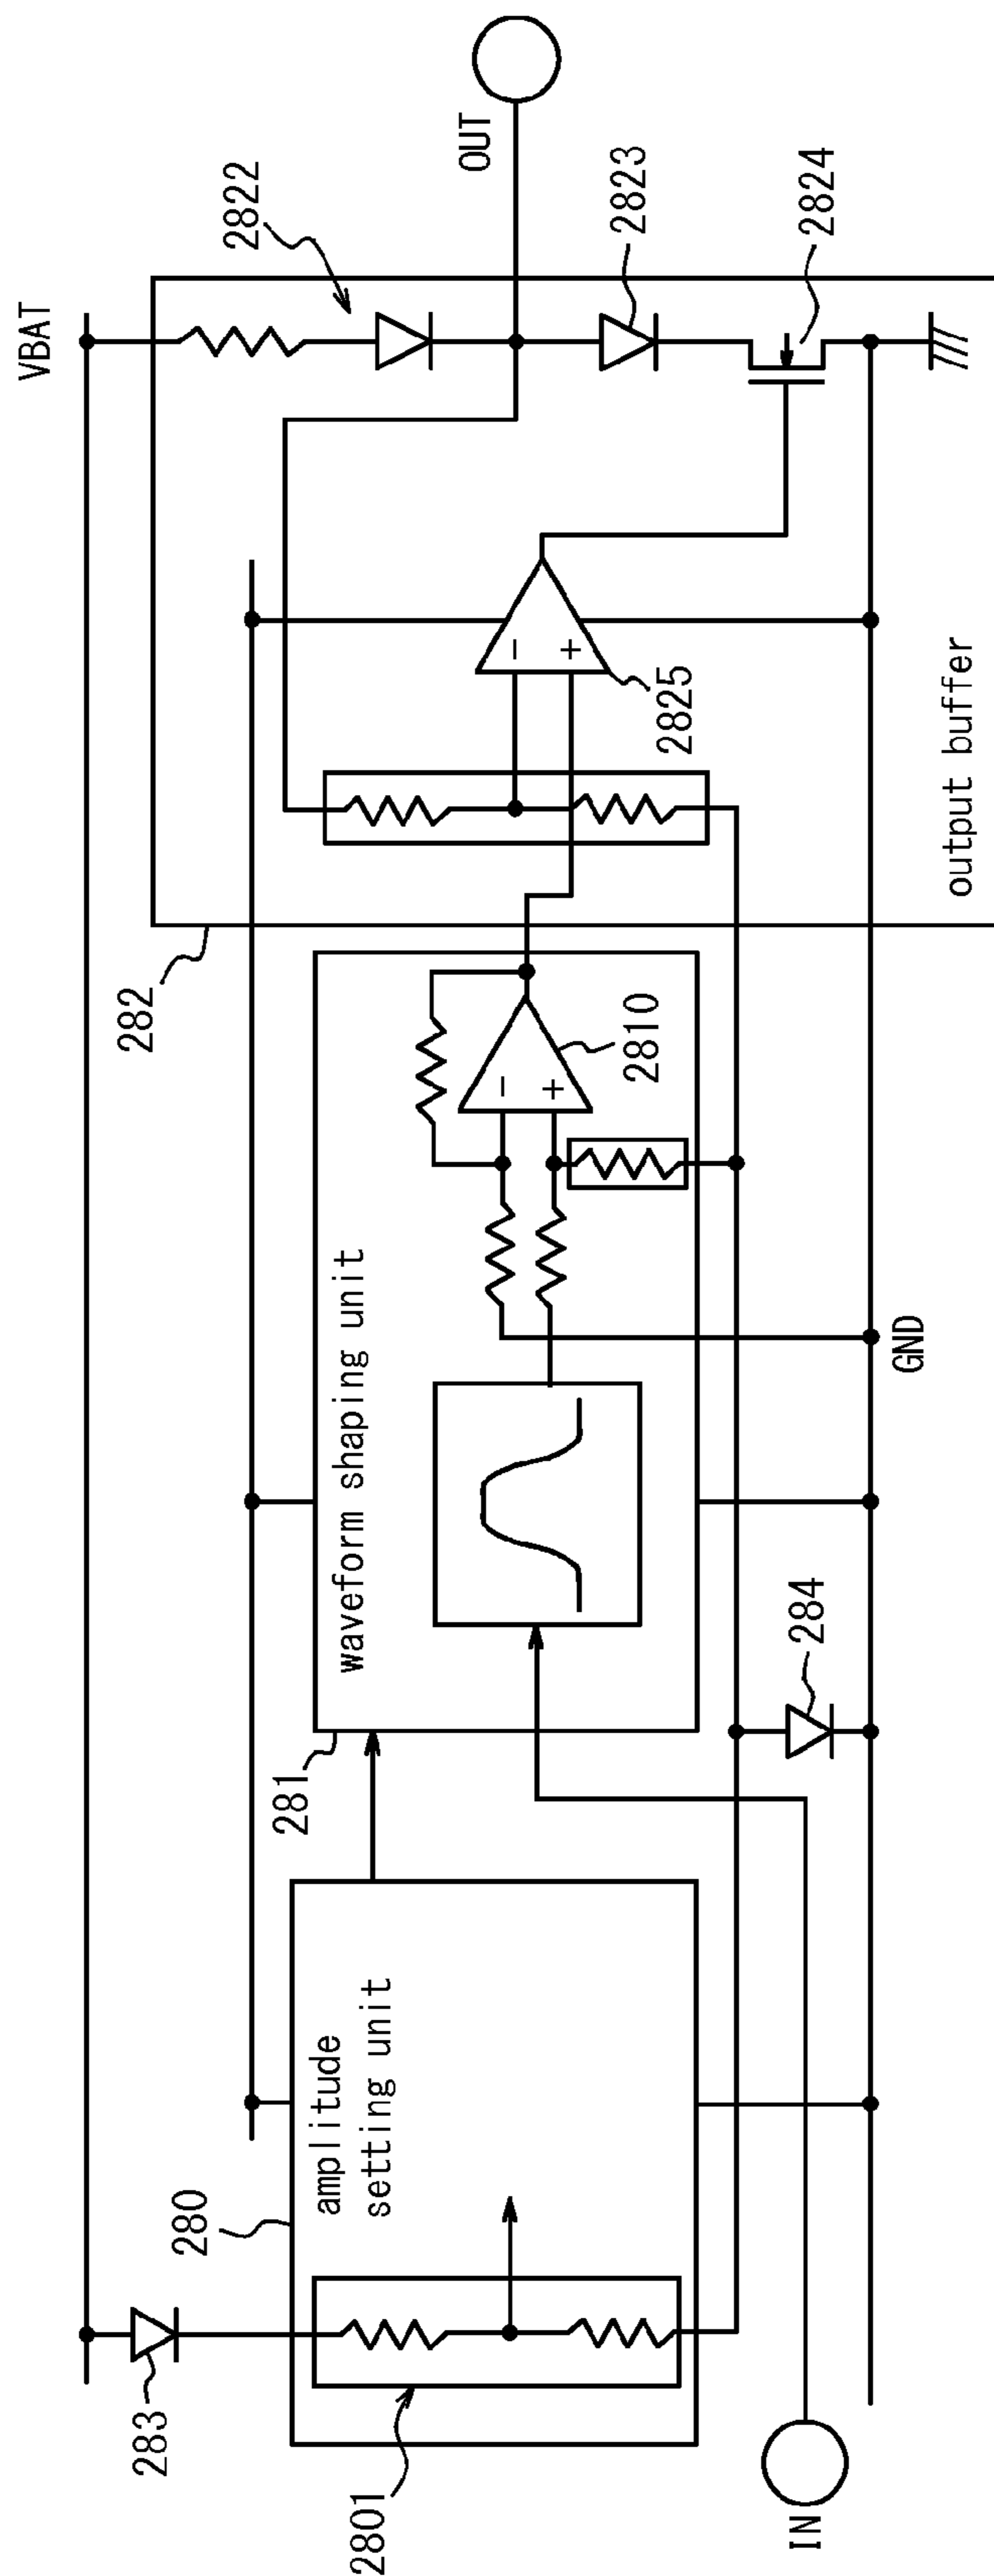 VBAT
2822
OUT
2823
2824
2825
output buffer
282
2810
waveform shaping unit
281
GND
284
amplitude
setting unit
280
283
2801
IN
-
+
-
+